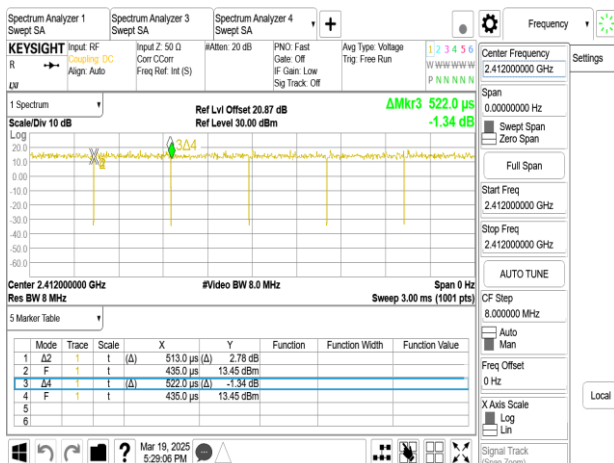 Spectrum Analyzer 1
Swept SA
Spectrum Analyzer 3
Swept SA
Spectrum Analyzer 4
Swept SA
Frequency
KEYSIGHT
R
LXI
Input: RF
Coupling: DC
Align: Auto
Input Z: 50 Ω
Corr CCorr
Freq Ref: Int (S)
#Atten: 20 dB
PNO: Fast
Gate: Off
IF Gain: Low
Sig Track: Off
Avg Type: Voltage
Trig: Free Run
1 2 3 4 5 6
W W W W W W
P N N N N N
1 Spectrum
Scale/Div 10 dB
Ref Lvl Offset 20.87 dB
Ref Level 30.00 dBm
ΔMkr3 522.0 µs
-1.34 dB
Log
20.0
10.0
0.00
-10.0
-20.0
-30.0
-40.0
-50.0
-60.0
3Δ4
Center 2.412000000 GHz
Res BW 8 MHz
#Video BW 8.0 MHz
Span 0 Hz
Sweep 3.00 ms (1001 pts)
5 Marker Table
Mode Trace Scale X Y Function Function Width Function Value
1 Δ2 1 t (Δ) 513.0 µs (Δ) 2.78 dB
2 F 1 t 435.0 µs 13.45 dBm
3 Δ4 1 t (Δ) 522.0 µs (Δ) -1.34 dB
4 F 1 t 435.0 µs 13.45 dBm
5
6
Mar 19, 2025
5:29:06 PM
Center Frequency
2.412000000 GHz
Span
0.00000000 Hz
Swept Span
Zero Span
Full Span
Start Freq
2.412000000 GHz
Stop Freq
2.412000000 GHz
AUTO TUNE
CF Step
8.000000 MHz
Auto
Man
Freq Offset
0 Hz
X Axis Scale
Log
Lin
Signal Track
(Span Zoom)
Settings
Local